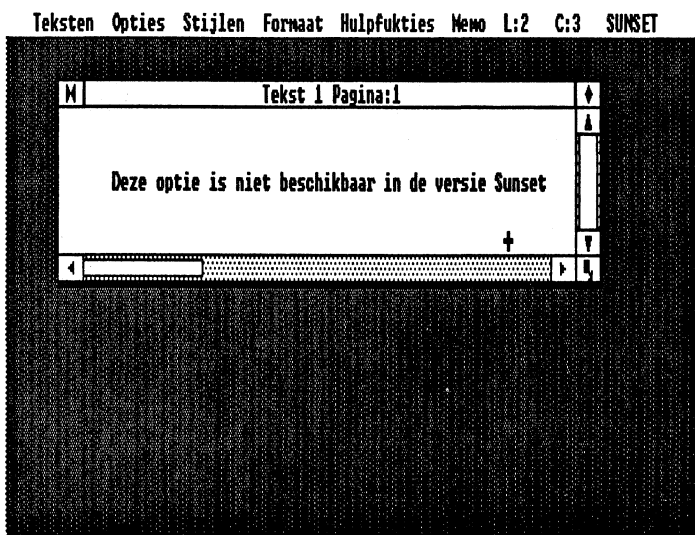 Teksten Opties Stijlen Formaat Hulpfukties Memo L:2 C:3 SUNSET
Tekst 1 Pagina:1
Deze optie is niet beschikbaar in de versie Sunset